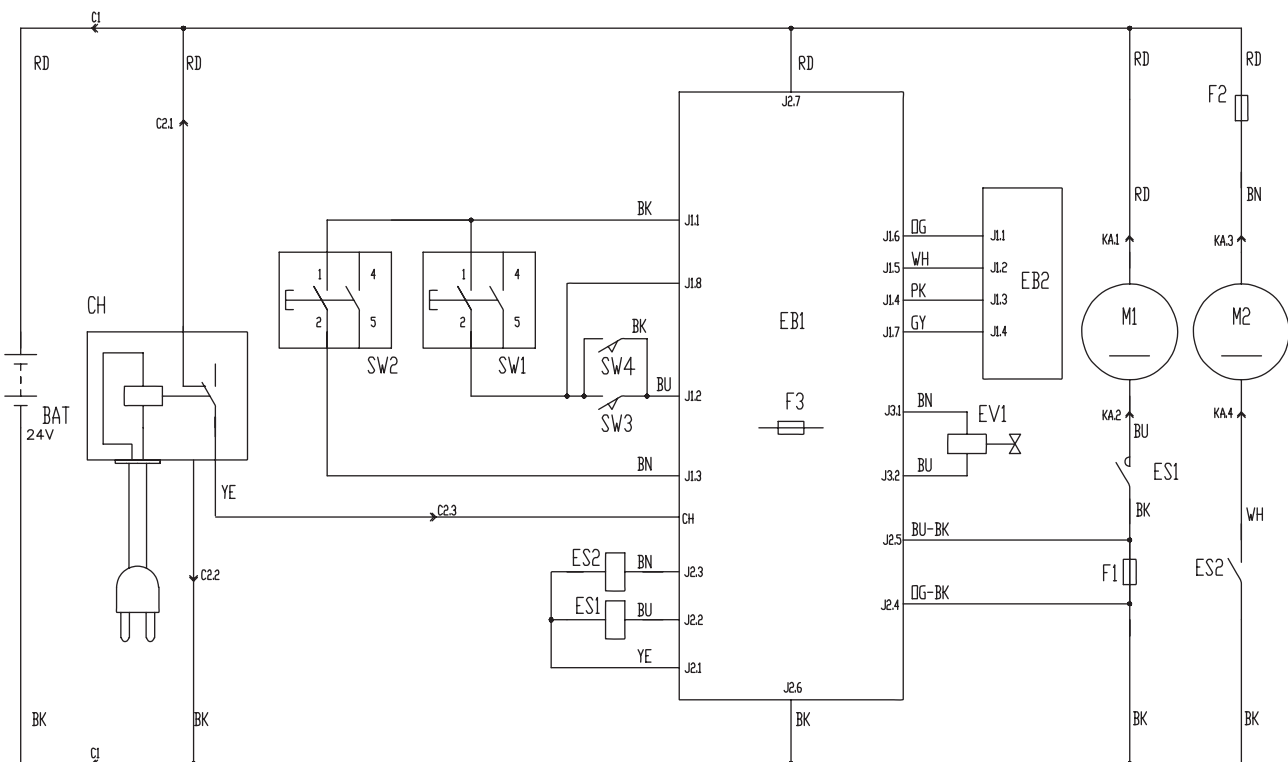 C1
RD RD RD RD RD
F2
J2.7
C2.1
RD BN
BK J1.1
J1.6 OG J1.1
KA.1 KA.3
J1.5 WH J1.2
1 4 1 4
J1.8
EB2
J1.4 PK J1.3
CH
EB1
M1 M2
2 5 2 5
BK
J1.7 GY J1.4
SW2 SW1 SW4
BU J1.2
BAT
24V
SW3
F3
J3.1 BN EV1
KA.2 KA.4
BU
BN J1.3
J3.2 BU
ES1
YE
C2.3 CH
BK WH
J2.5 BU-BK
ES2 BN J2.3
F1 ES2
C2.2
ES1 BU J2.2
J2.4 OG-BK
YE J2.1
J2.6
BK BK BK BK BK
C1